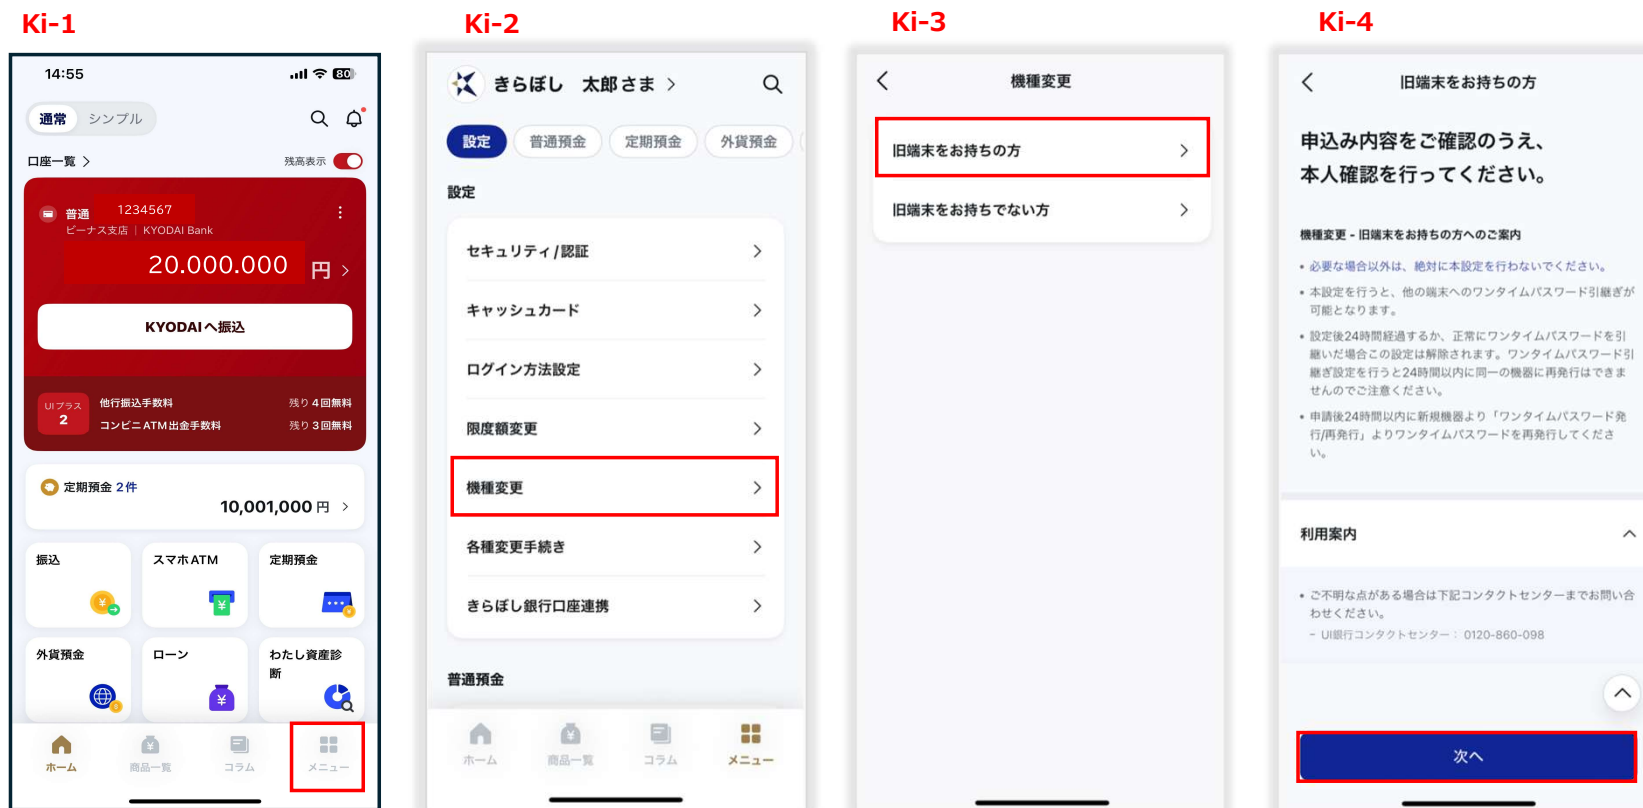 Ki-1
14:55
80
通常 シンプル
口座一覧
残高表示
普通 1234567
ビーナス支店 | KYODAI Bank
20.000.000 円
KYODAIへ振込
UIプラス
2
他行振込手数料 残り4回無料
コンビニATM出金手数料 残り3回無料
定期預金 2件
10,001,000 円
振込
スマホATM
定期預金
外貨預金
ローン
わたし資産診
断
ホーム
商品一覧
コラム
メニュー
Ki-2
きらぼし 太郎さま
設定 普通預金 定期預金 外貨預金
設定
セキュリティ/認証
キャッシュカード
ログイン方法設定
限度額変更
機種変更
各種変更手続き
きらぼし銀行口座連携
普通預金
ホーム
商品一覧
コラム
メニュー
Ki-3
機種変更
旧端末をお持ちの方
旧端末をお持ちでない方
Ki-4
旧端末をお持ちの方
申込み内容をご確認のうえ、
本人確認を行ってください。
機種変更 - 旧端末をお持ちの方へのご案内
• 必要な場合以外は、絶対に本設定を行わないでください。
• 本設定を行うと、他の端末へのワンタイムパスワード引継ぎが
可能となります。
• 設定後24時間経過するか、正常にワンタイムパスワードを引
継いだ場合この設定は解除されます。ワンタイムパスワード引
継ぎ設定を行うと24時間以内に同一の機器に再発行はできま
せんのでご注意ください。
• 申請後24時間以内に新規機器より「ワンタイムパスワード発
行/再発行」よりワンタイムパスワードを再発行してくださ
い。
利用案内
• ご不明な点がある場合は下記コンタクトセンターまでお問い合
わせください。
- UI銀行コンタクトセンター： 0120-860-098
次へ